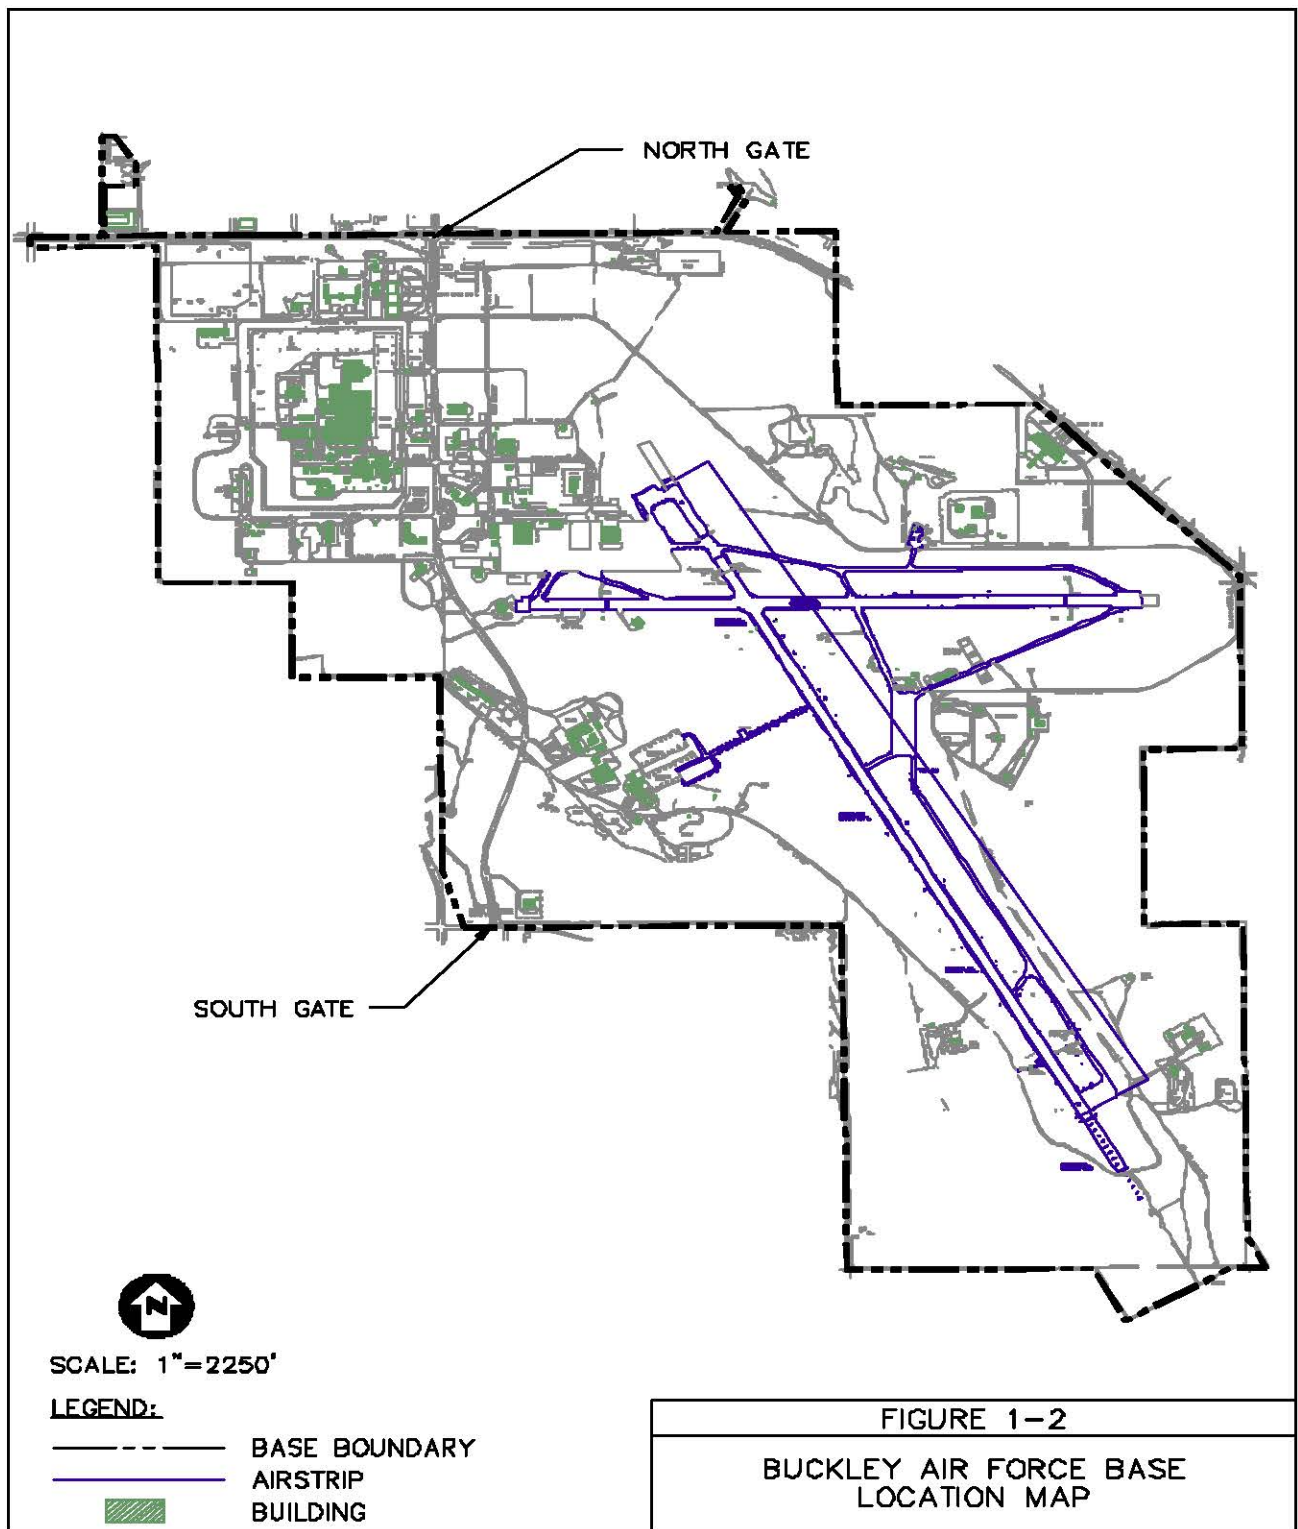 NORTH GATE
SOUTH GATE
N
SCALE: 1"=2250'
LEGEND:
BASE BOUNDARY
AIRSTRIP
BUILDING
FIGURE 1-2
BUCKLEY AIR FORCE BASE
LOCATION MAP